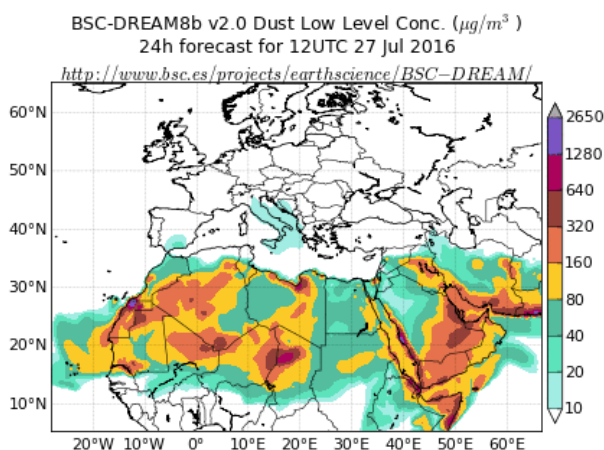 BSC-DREAM8b v2.0 Dust Low Level Conc. (μg/m³ )
24h forecast for 12UTC 27 Jul 2016
http://www.bsc.es/projects/earthscience/BSC−DREAM/
60°N
50°N
40°N
30°N
20°N
10°N
20°W 10°W 0° 10°E 20°E 30°E 40°E 50°E 60°E
2650
1280
640
320
160
80
40
20
10